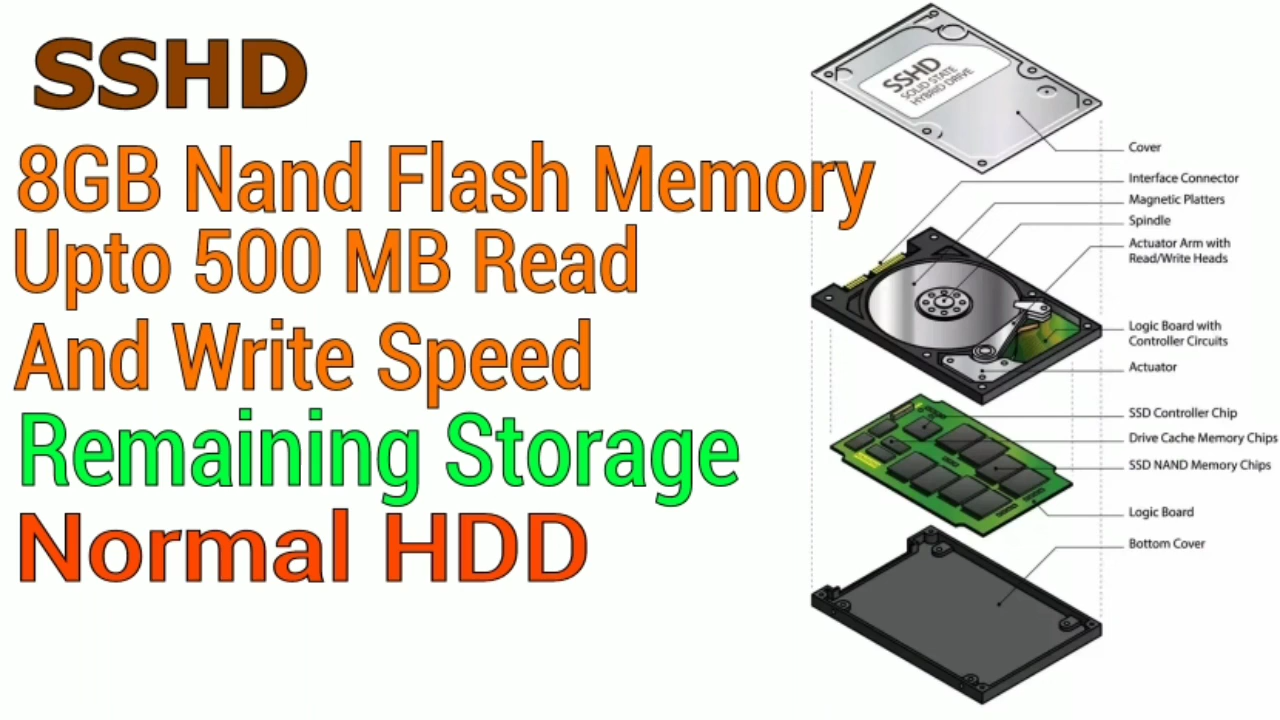 SSHD
8GB Nand Flash Memory
Upto 500 MB Read
And Write Speed
Remaining Storage
Normal HDD
SSHD
SOLID STATE
HYBRID DRIVE
Cover
Interface Connector
Magnetic Platters
Spindle
Actuator Arm with
Read/Write Heads
Logic Board with
Controller Circuits
Actuator
SSD Controller Chip
Drive Cache Memory Chips
SSD NAND Memory Chips
Logic Board
Bottom Cover